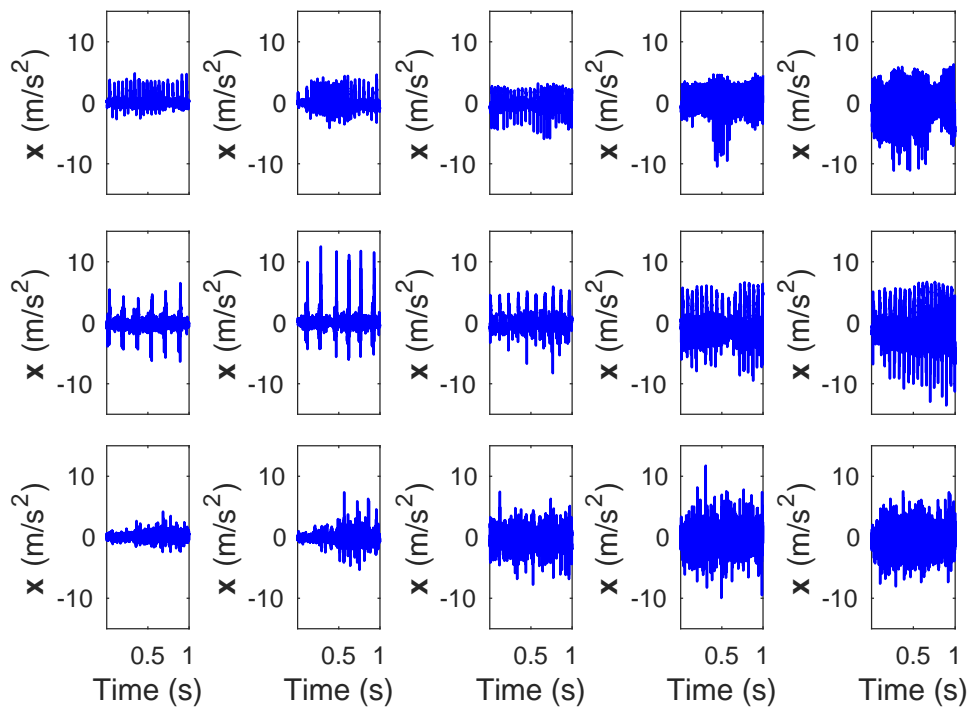 10 10 10 10 10
x (m/s²) x (m/s²) x (m/s²) x (m/s²) x (m/s²)
0 0 0 0 0
-10 -10 -10 -10 -10
10 10 10 10 10
x (m/s²) x (m/s²) x (m/s²) x (m/s²) x (m/s²)
0 0 0 0 0
-10 -10 -10 -10 -10
10 10 10 10 10
x (m/s²) x (m/s²) x (m/s²) x (m/s²) x (m/s²)
0 0 0 0 0
-10 -10 -10 -10 -10
0.5 1 0.5 1 0.5 1 0.5 1 0.5 1
Time (s) Time (s) Time (s) Time (s) Time (s)